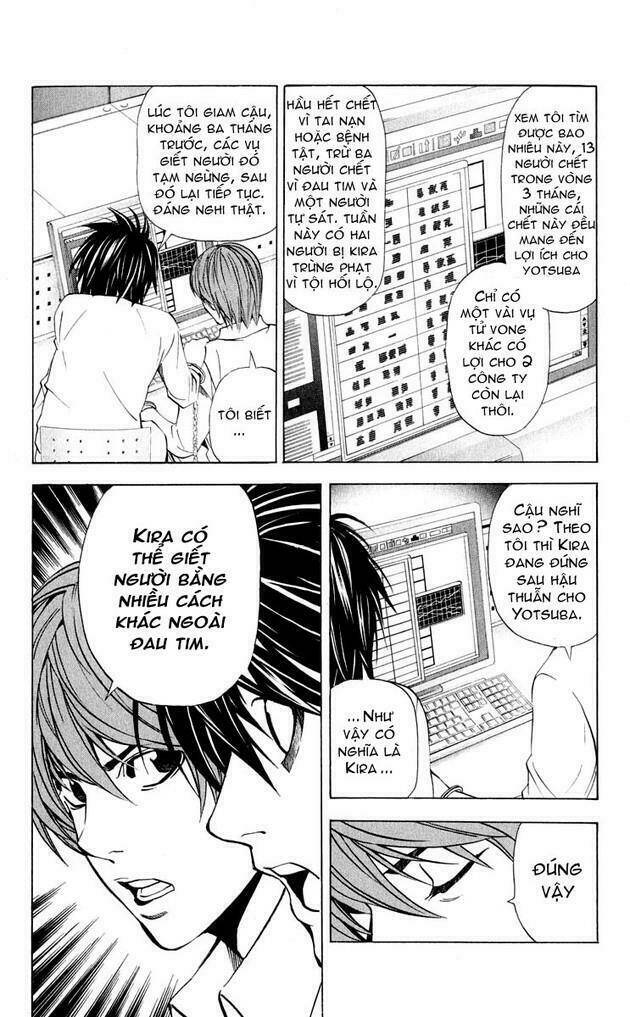 XEM TÔI TÌM
ĐƯỢC BAO
NHIÊU NÀY, 13
NGƯỜI CHẾT
TRONG VÒNG
3 THÁNG,
NHỮNG CÁI
CHẾT NÀY ĐỀU
MANG ĐẾN
LỢI ÍCH CHO
YOTSUBA
CHỈ CÓ
MỘT VÀI VỤ
TỬ VONG
KHÁC CÓ
LỢI CHO 2
CÔNG TY
CÒN LẠI
THÔI.
HẦU HẾT CHẾT
VÌ TAI NẠN
HOẶC BỆNH
TẬT, TRỪ BA
NGƯỜI CHẾT
VÌ ĐAU TIM VÀ
MỘT NGƯỜI
TỰ SÁT. TUẦN
NÀY CÓ HAI
NGƯỜI BỊ KIRA
TRỪNG PHẠT
VÌ TỘI HỐI LỘ.
LÚC TÔI GIAM CẬU,
KHOẢNG BA THÁNG
TRƯỚC, CÁC VỤ
GIẾT NGƯỜI ĐÓ
TẠM NGỪNG, SAU
ĐÓ LẠI TIẾP TỤC.
ĐÁNG NGHI THẬT.
TÔI BIẾT
...
CẬU NGHĨ
SAO? THEO
TÔI THÌ KIRA
ĐANG ĐỨNG
SAU HẬU
THUẪN CHO
YOTSUBA.
... NHƯ
VẬY CÓ
NGHĨA LÀ
KIRA ...
ĐÚNG
VẬY
KIRA CÓ
THỂ GIẾT
NGƯỜI BẰNG
NHIỀU CÁCH
KHÁC NGOÀI
ĐAU TIM.